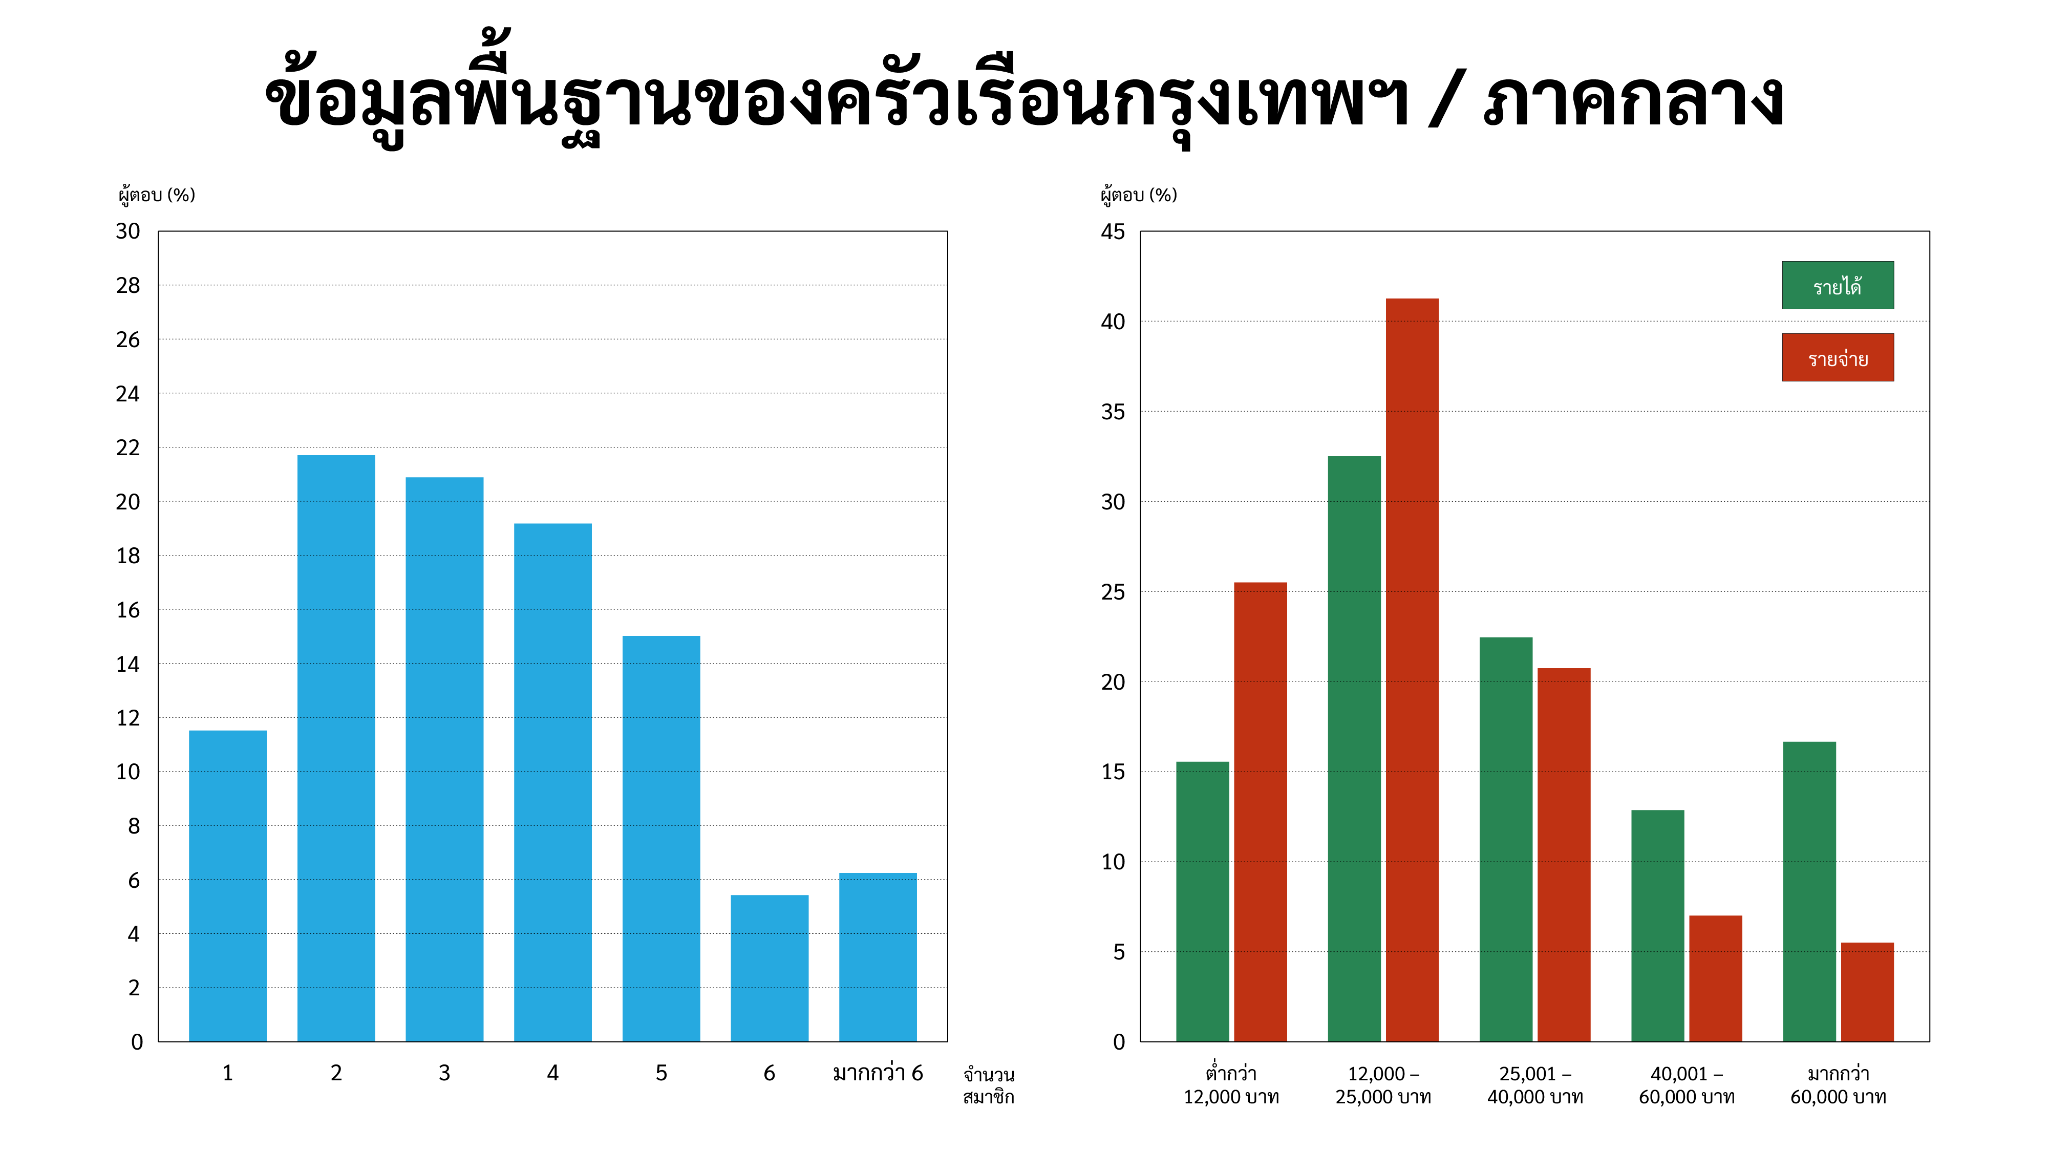 ข้อมูลพื้นฐานของครัวเรือนกรุงเทพฯ / ภาคกลาง
ผู้ตอบ (%)
30
28
26
24
22
20
18
16
14
12
10
8
6
4
2
0
1 2 3 4 5 6 มากกว่า 6
จำนวน
สมาชิก
ผู้ตอบ (%)
45
40
35
30
25
20
15
10
5
0
รายได้
รายจ่าย
ต่ำกว่า
12,000 บาท
12,000 –
25,000 บาท
25,001 –
40,000 บาท
40,001 –
60,000 บาท
มากกว่า
60,000 บาท